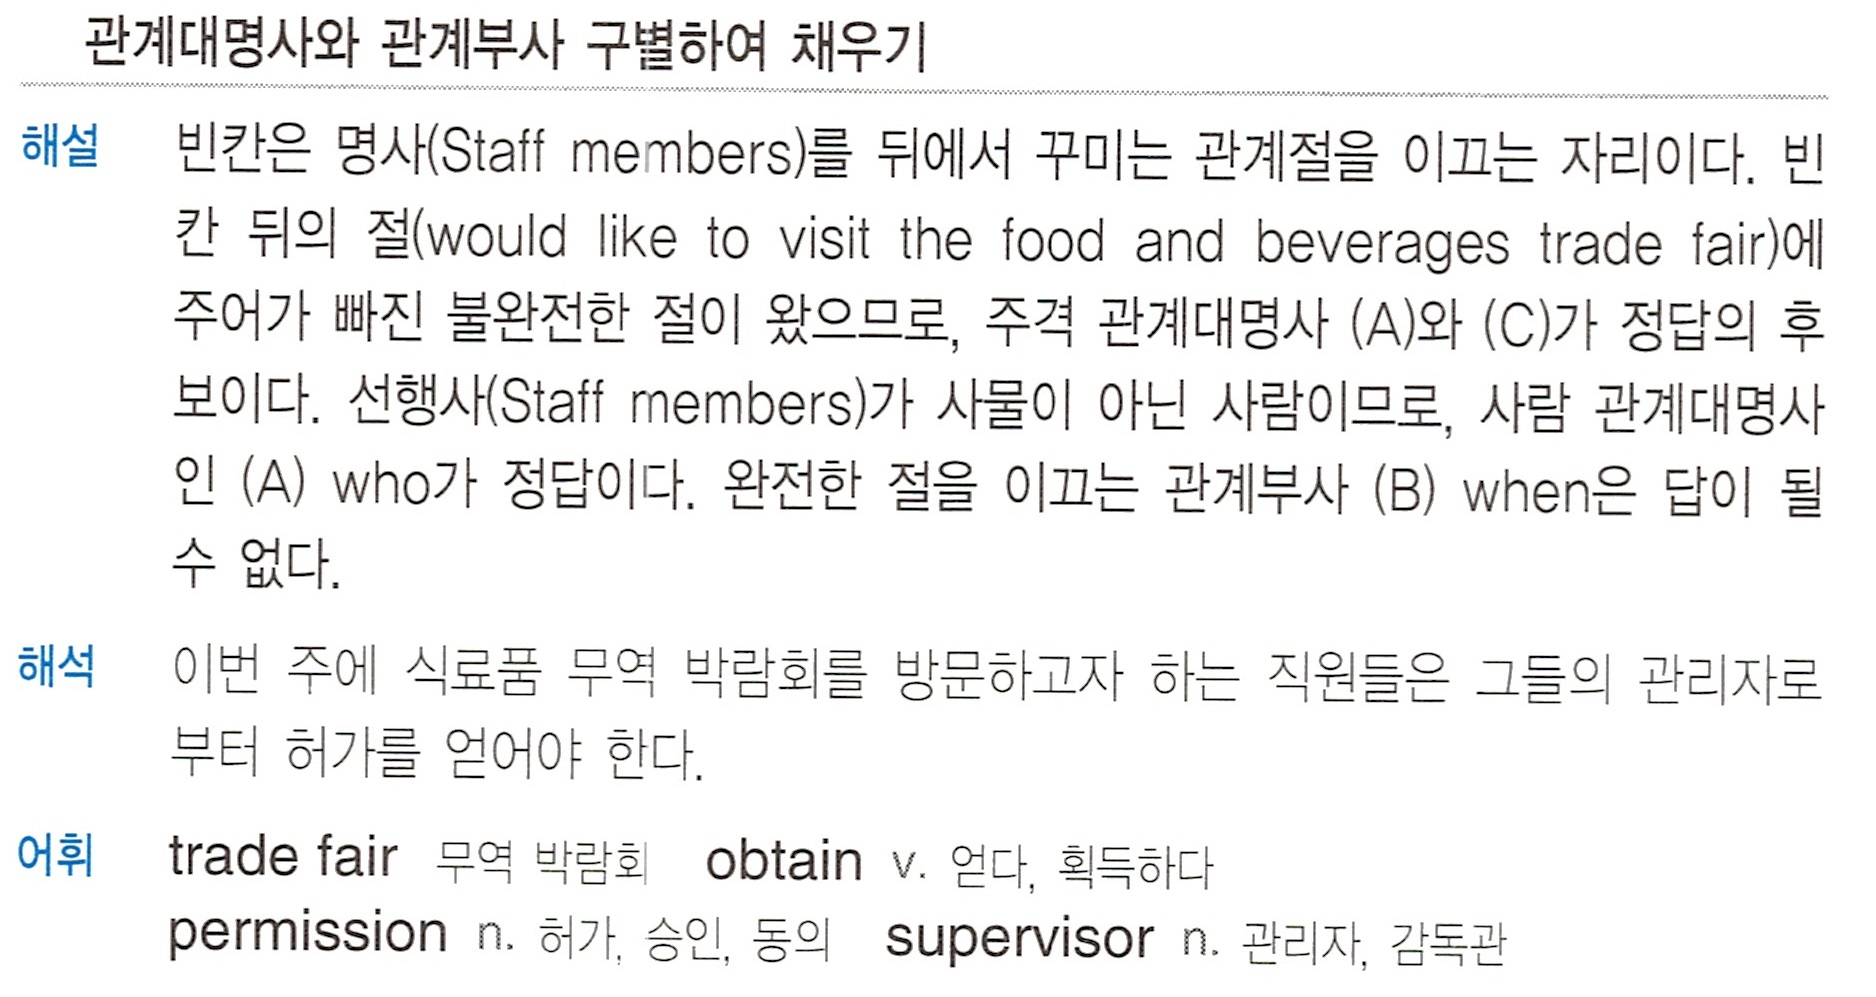 관계대명사와 관계부사 구별하여 채우기
해설 빈칸은 명사(Staff members)를 뒤에서 꾸미는 관계절을 이끄는 자리이다. 빈
칸 뒤의 절(would like to visit the food and beverages trade fair)에
주어가 빠진 불완전한 절이 왔으므로, 주격 관계대명사 (A)와 (C)가 정답의 후
보이다. 선행사(Staff members)가 사물이 아닌 사람이므로, 사람 관계대명사
인 (A) who가 정답이다. 완전한 절을 이끄는 관계부사 (B) when은 답이 될
수 없다.
해석 이번 주에 식료품 무역 박람회를 방문하고자 하는 직원들은 그들의 관리자로
부터 허가를 얻어야 한다.
어휘 trade fair 무역 박람회 obtain v. 얻다, 획득하다
permission n. 허가, 승인, 동의 supervisor n. 관리자, 감독관